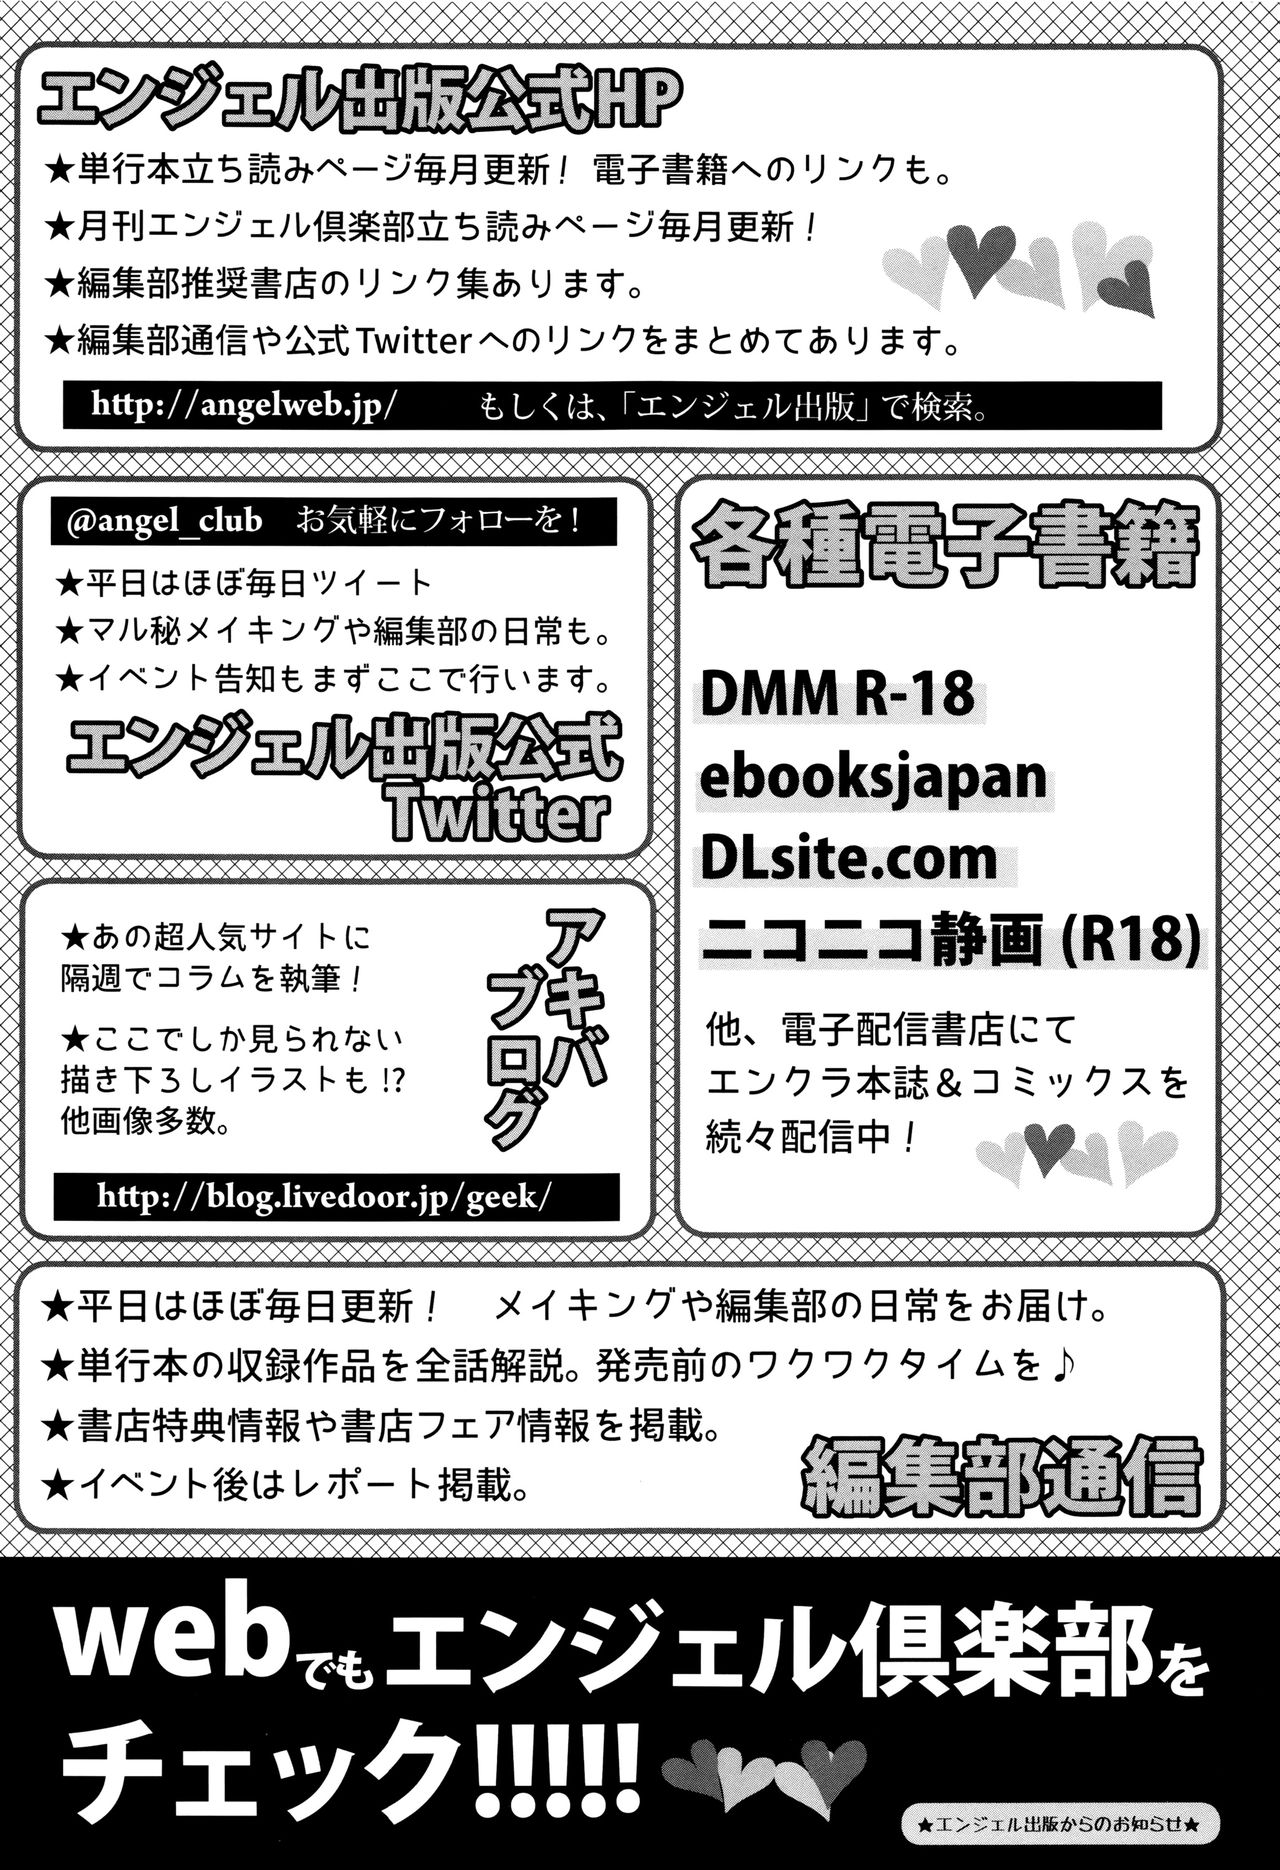 エンジェル出版公式HP
★単行本立ち読みページ毎月更新！ 電子書籍へのリンクも。
★月刊エンジェル倶楽部立ち読みページ毎月更新！
★編集部推奨書店のリンク集あります。
★編集部通信や公式Twitterへのリンクをまとめてあります。
http://angelweb.jp/　もしくは、「エンジェル出版」で検索。
@angel_club　お気軽にフォローを！
★平日はほぼ毎日ツイート
★マル秘メイキングや編集部の日常も。
★イベント告知もまずここで行います。
エンジェル出版公式
Twitter
各種電子書籍
DMM R-18
ebooksjapan
DLsite.com
ニコニコ静画 (R18)
他、電子配信書店にて
エンクラ本誌＆コミックスを
続々配信中！
アキバ
ブログ
★あの超人気サイトに
隔週でコラムを執筆！
★ここでしか見られない
描き下ろしイラストも!?
他画像多数。
http://blog.livedoor.jp/geek/
★平日はほぼ毎日更新！　メイキングや編集部の日常をお届け。
★単行本の収録作品を全話解説。発売前のワクワクタイムを♪
★書店特典情報や書店フェア情報を掲載。
★イベント後はレポート掲載。
編集部通信
webでもエンジェル倶楽部を
チェック!!!!!
★エンジェル出版からのお知らせ★